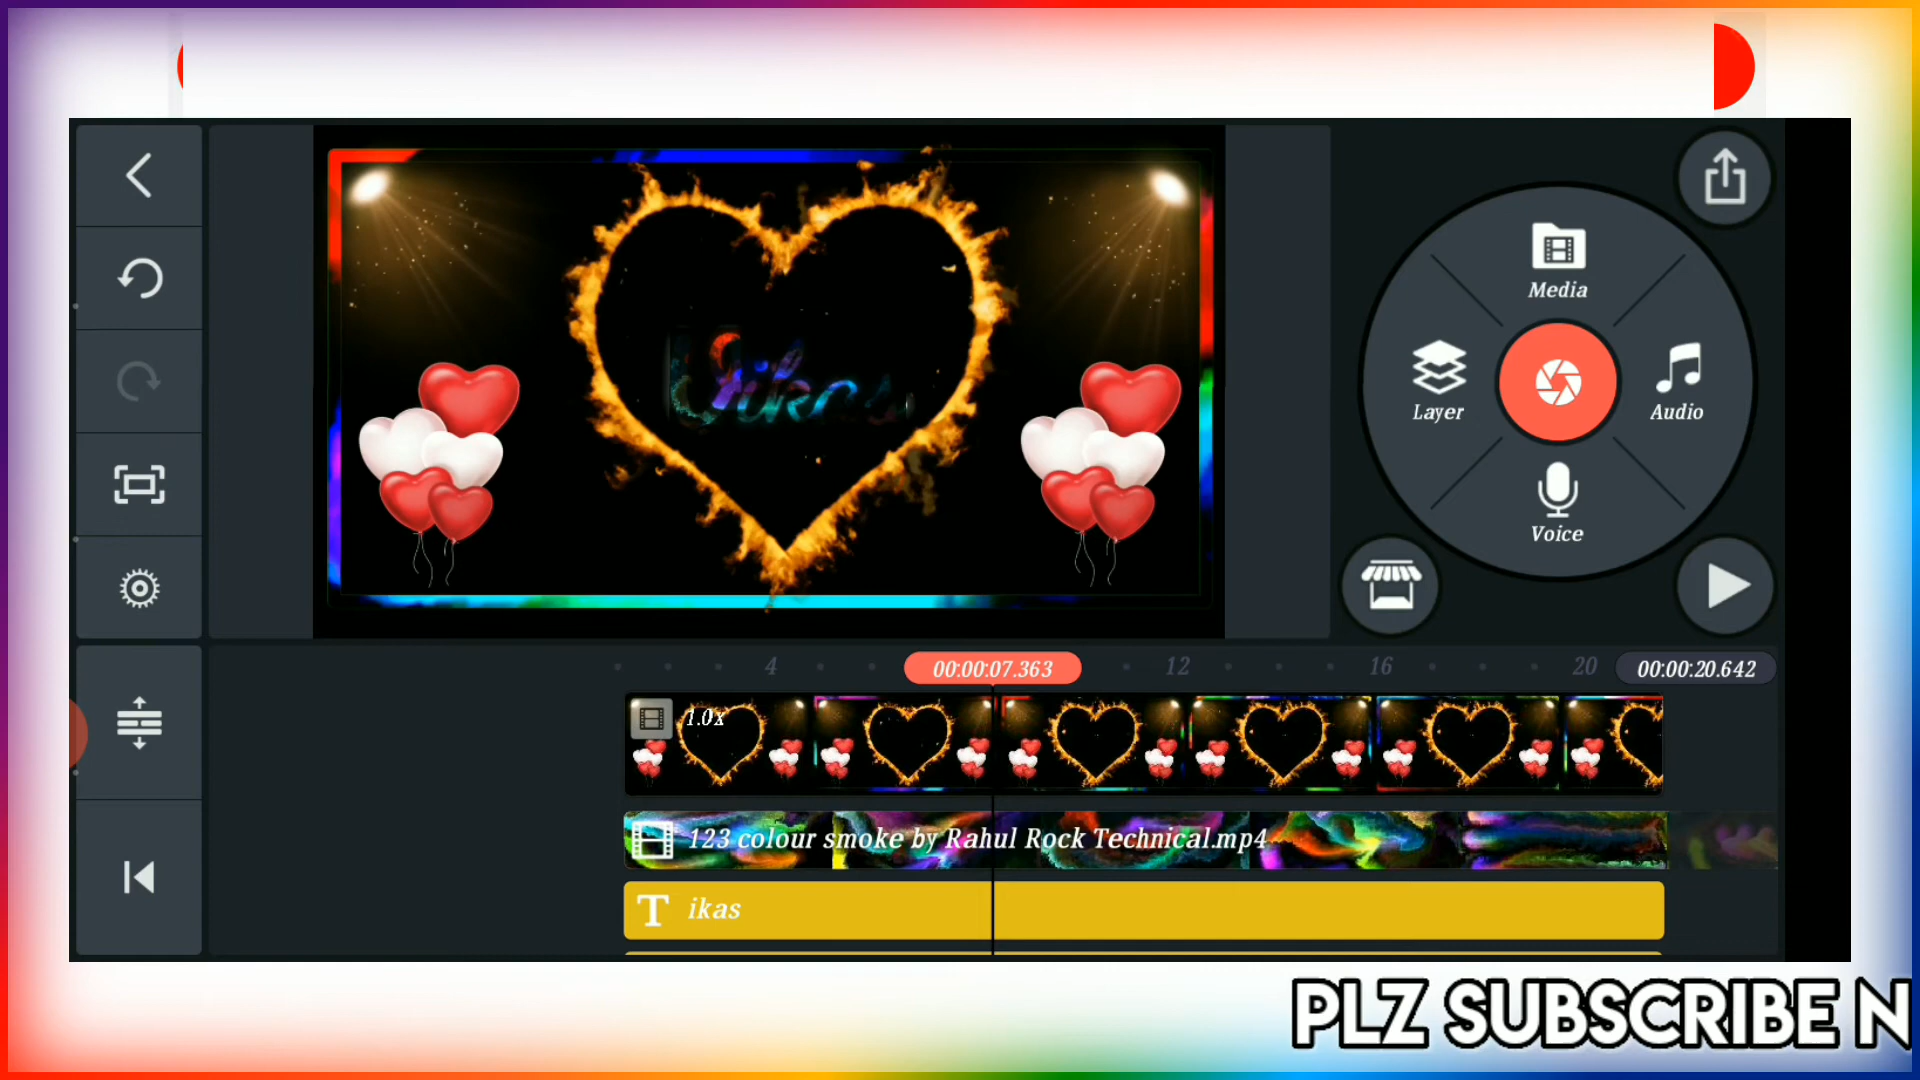 Vikas
Media
Layer
Audio
Voice
4
00:00:07.363
12
16
20
00:00:20.642
1.0x
123 colour smoke by Rahul Rock Technical.mp4
T ikas
PLZ SUBSCRIBE N